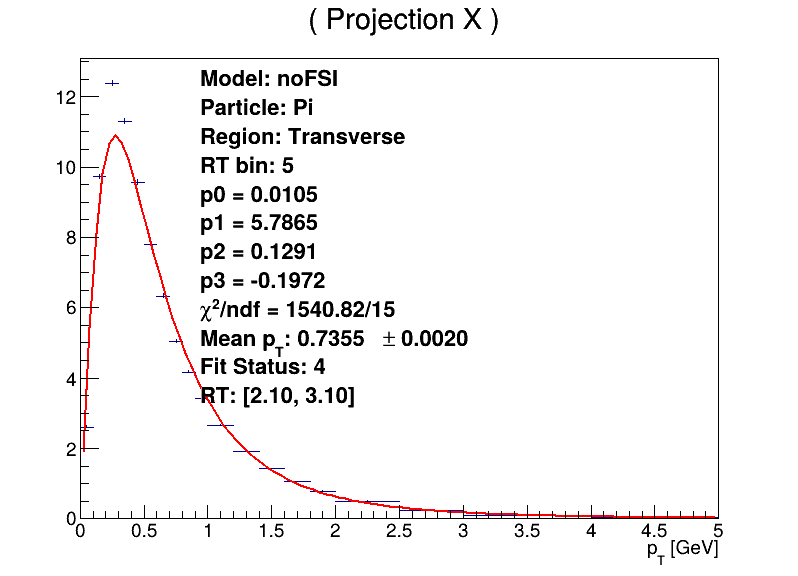 ( Projection X )
Model: noFSI
Particle: Pi
Region: Transverse
RT bin: 5
p0 = 0.0105
p1 = 5.7865
p2 = 0.1291
p3 = -0.1972
χ²/ndf = 1540.82/15
Mean p_T: 0.7355 ± 0.0020
Fit Status: 4
RT: [2.10, 3.10]
12
10
8
6
4
2
0
0 0.5 1 1.5 2 2.5 3 3.5 4 4.5 5
p_T [GeV]